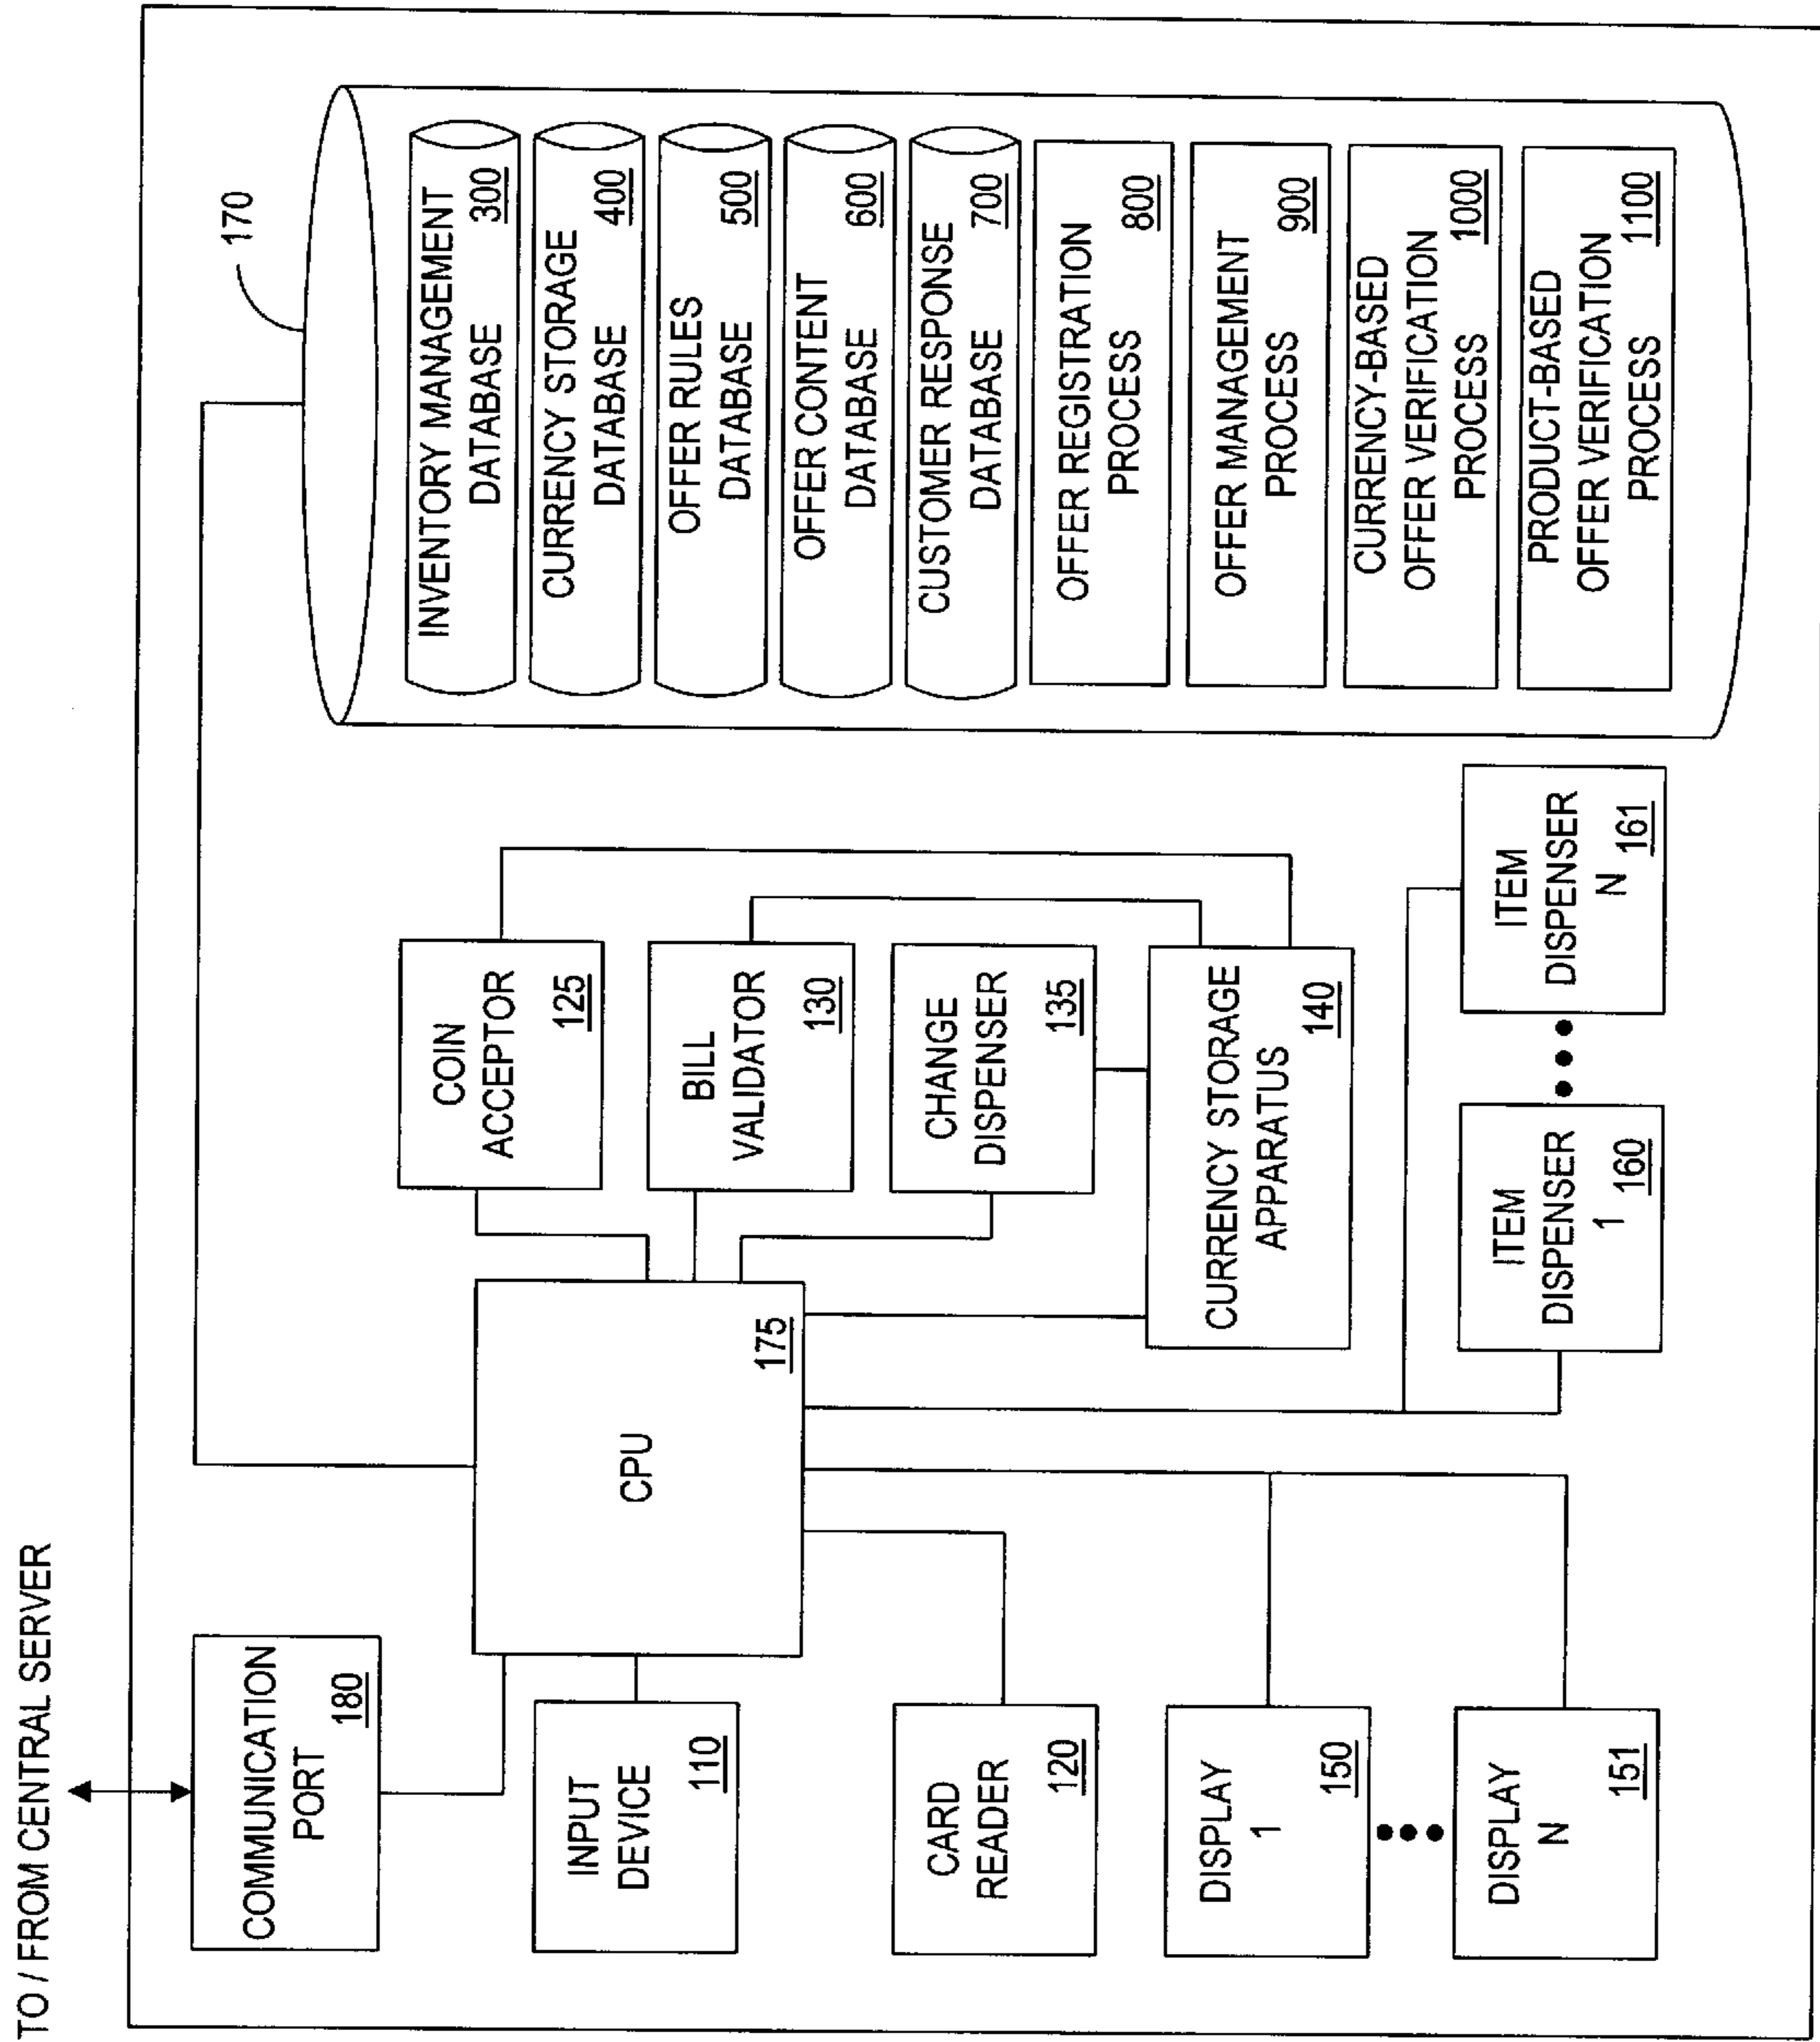 TO / FROM CENTRAL SERVER
COMMUNICATION
PORT
180
INPUT
DEVICE
110
CARD
READER
120
DISPLAY
1
150
DISPLAY
N
151
CPU
175
COIN
ACCEPTOR
125
BILL
VALIDATOR
130
CHANGE
DISPENSER
135
CURRENCY STORAGE
APPARATUS
140
ITEM
DISPENSER
1
160
ITEM
DISPENSER
N
161
170
INVENTORY MANAGEMENT
DATABASE
300
CURRENCY STORAGE
DATABASE
400
OFFER RULES
DATABASE
500
OFFER CONTENT
DATABASE
600
CUSTOMER RESPONSE
DATABASE
700
OFFER REGISTRATION
PROCESS
800
OFFER MANAGEMENT
PROCESS
900
CURRENCY-BASED
OFFER VERIFICATION
PROCESS
1000
PRODUCT-BASED
OFFER VERIFICATION
PROCESS
1100